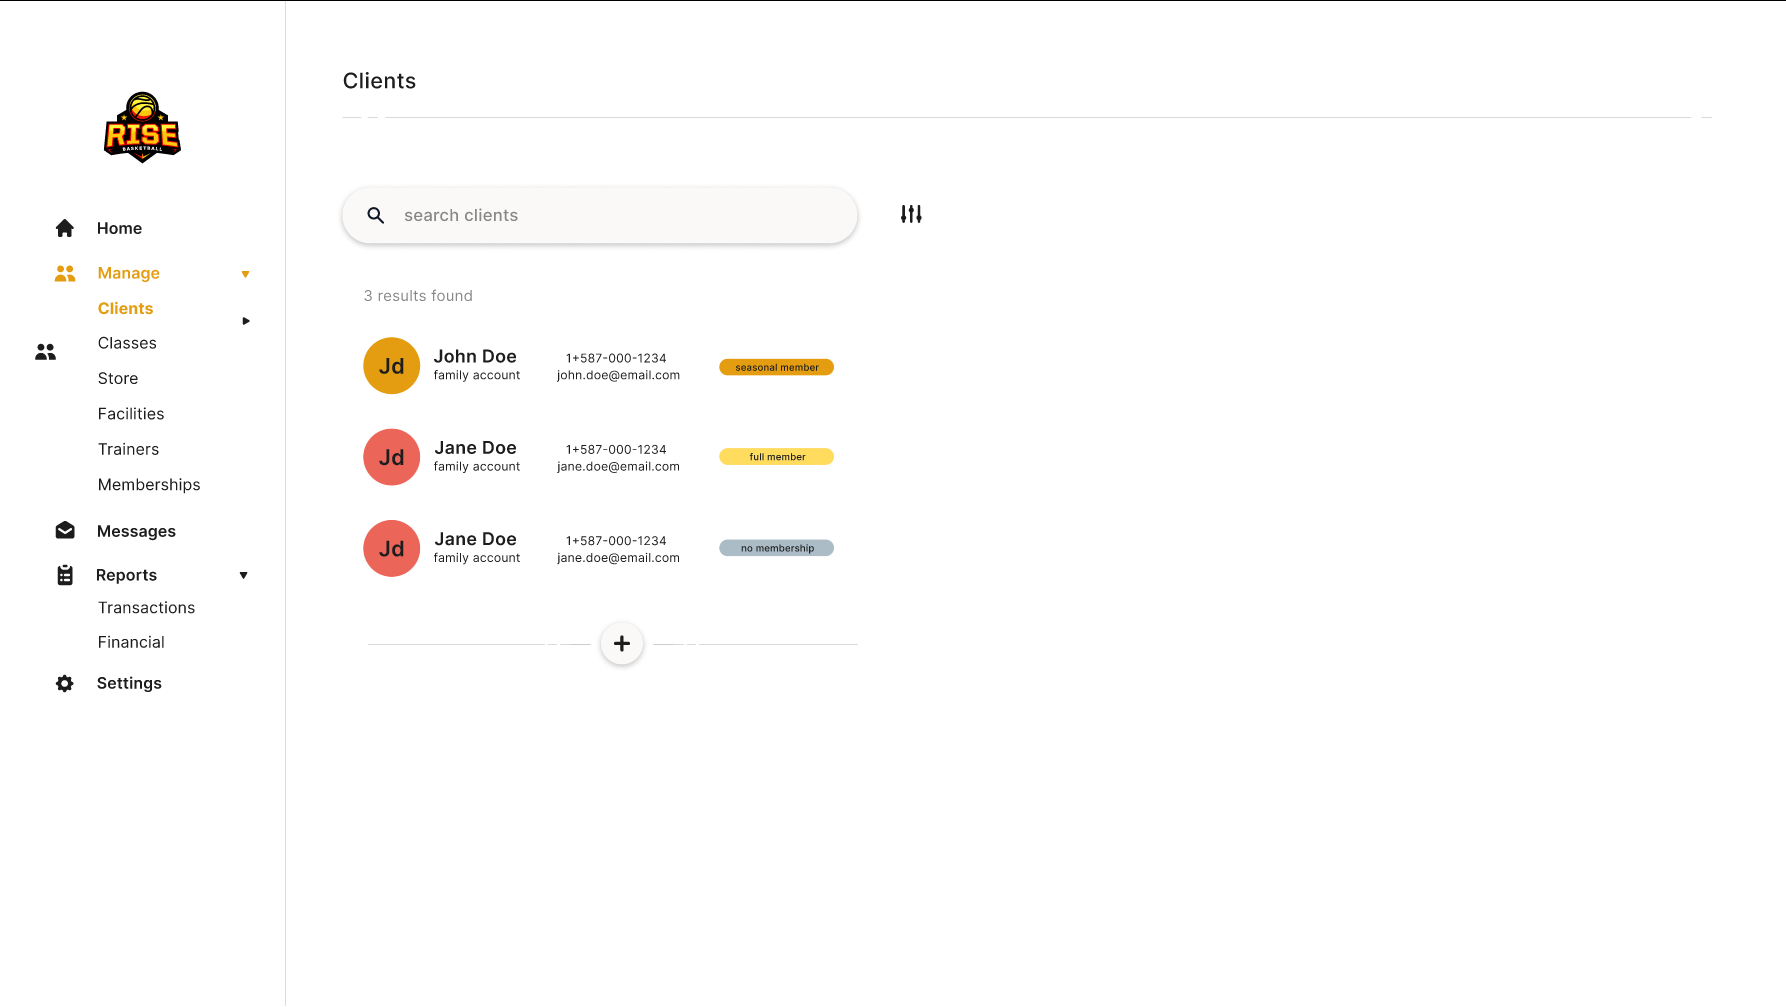 RISE
BASKETBALL
Home
Manage
Clients
Classes
Store
Facilities
Trainers
Memberships
Messages
Reports
Transactions
Financial
Settings
Clients
search clients
3 results found
Jd
John Doe
family account
1+587-000-1234
john.doe@email.com
seasonal member
Jd
Jane Doe
family account
1+587-000-1234
jane.doe@email.com
full member
Jd
Jane Doe
family account
1+587-000-1234
jane.doe@email.com
no membership